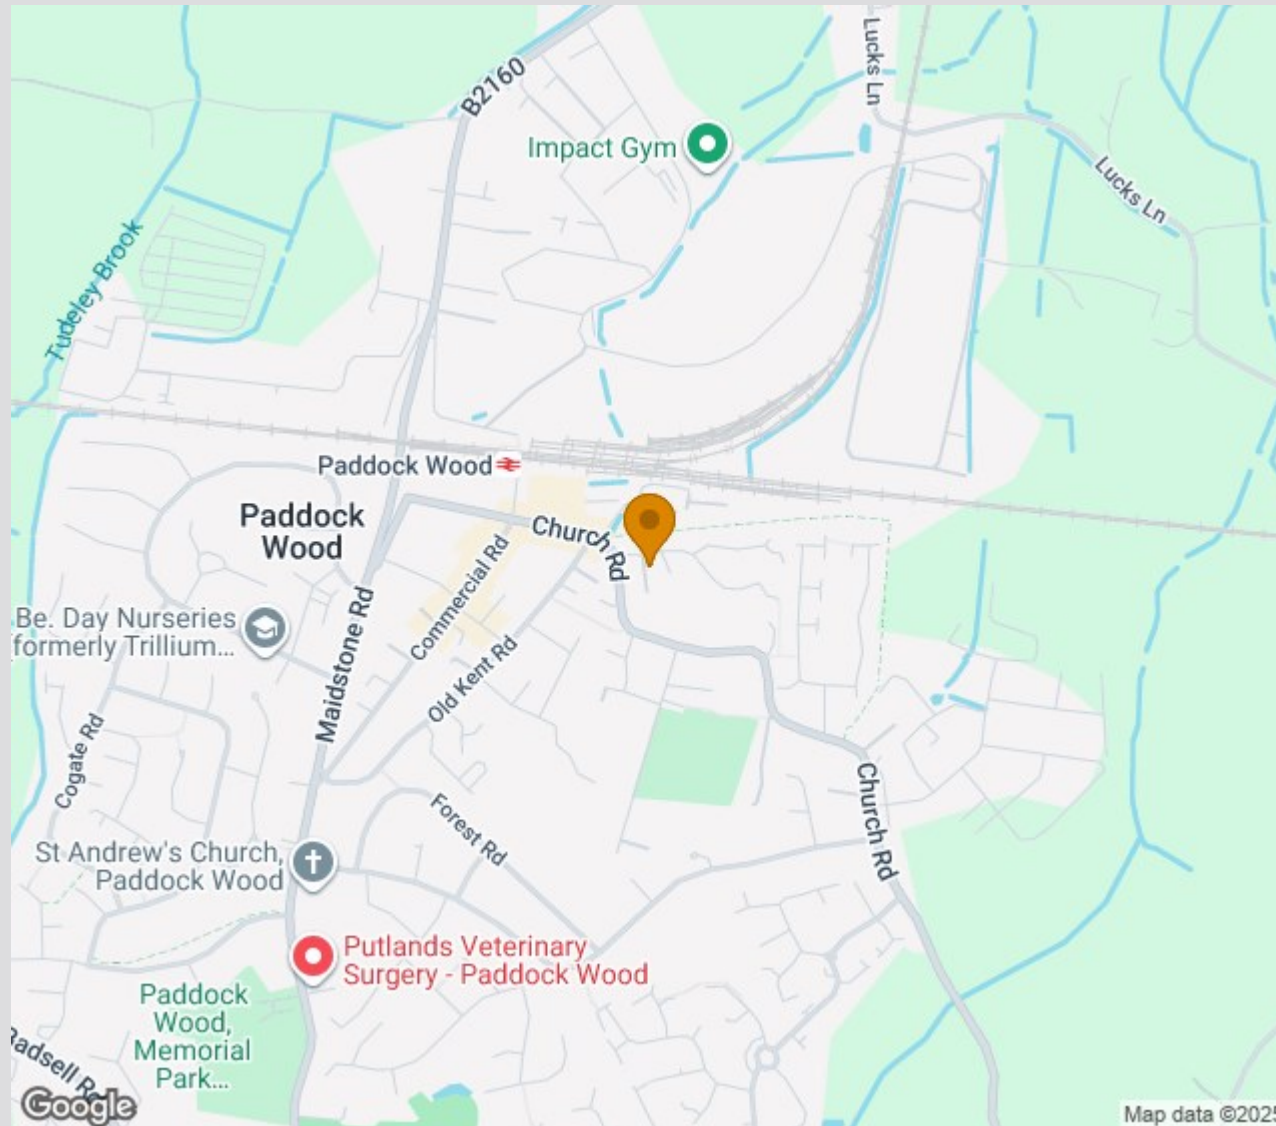 B2160
Lucks Ln
Impact Gym
Lucks Ln
Tudeley Brook
Paddock Wood
Paddock
Wood
Church Rd
Commercial Rd
Be. Day Nurseries
(formerly Trillium...
Maidstone Rd
Old Kent Rd
Cogate Rd
Church Rd
Forest Rd
St Andrew's Church,
Paddock Wood
Putlands Veterinary
Surgery - Paddock Wood
Paddock
Wood,
Memorial
Park...
Badsell Rd
Google
Map data ©2025